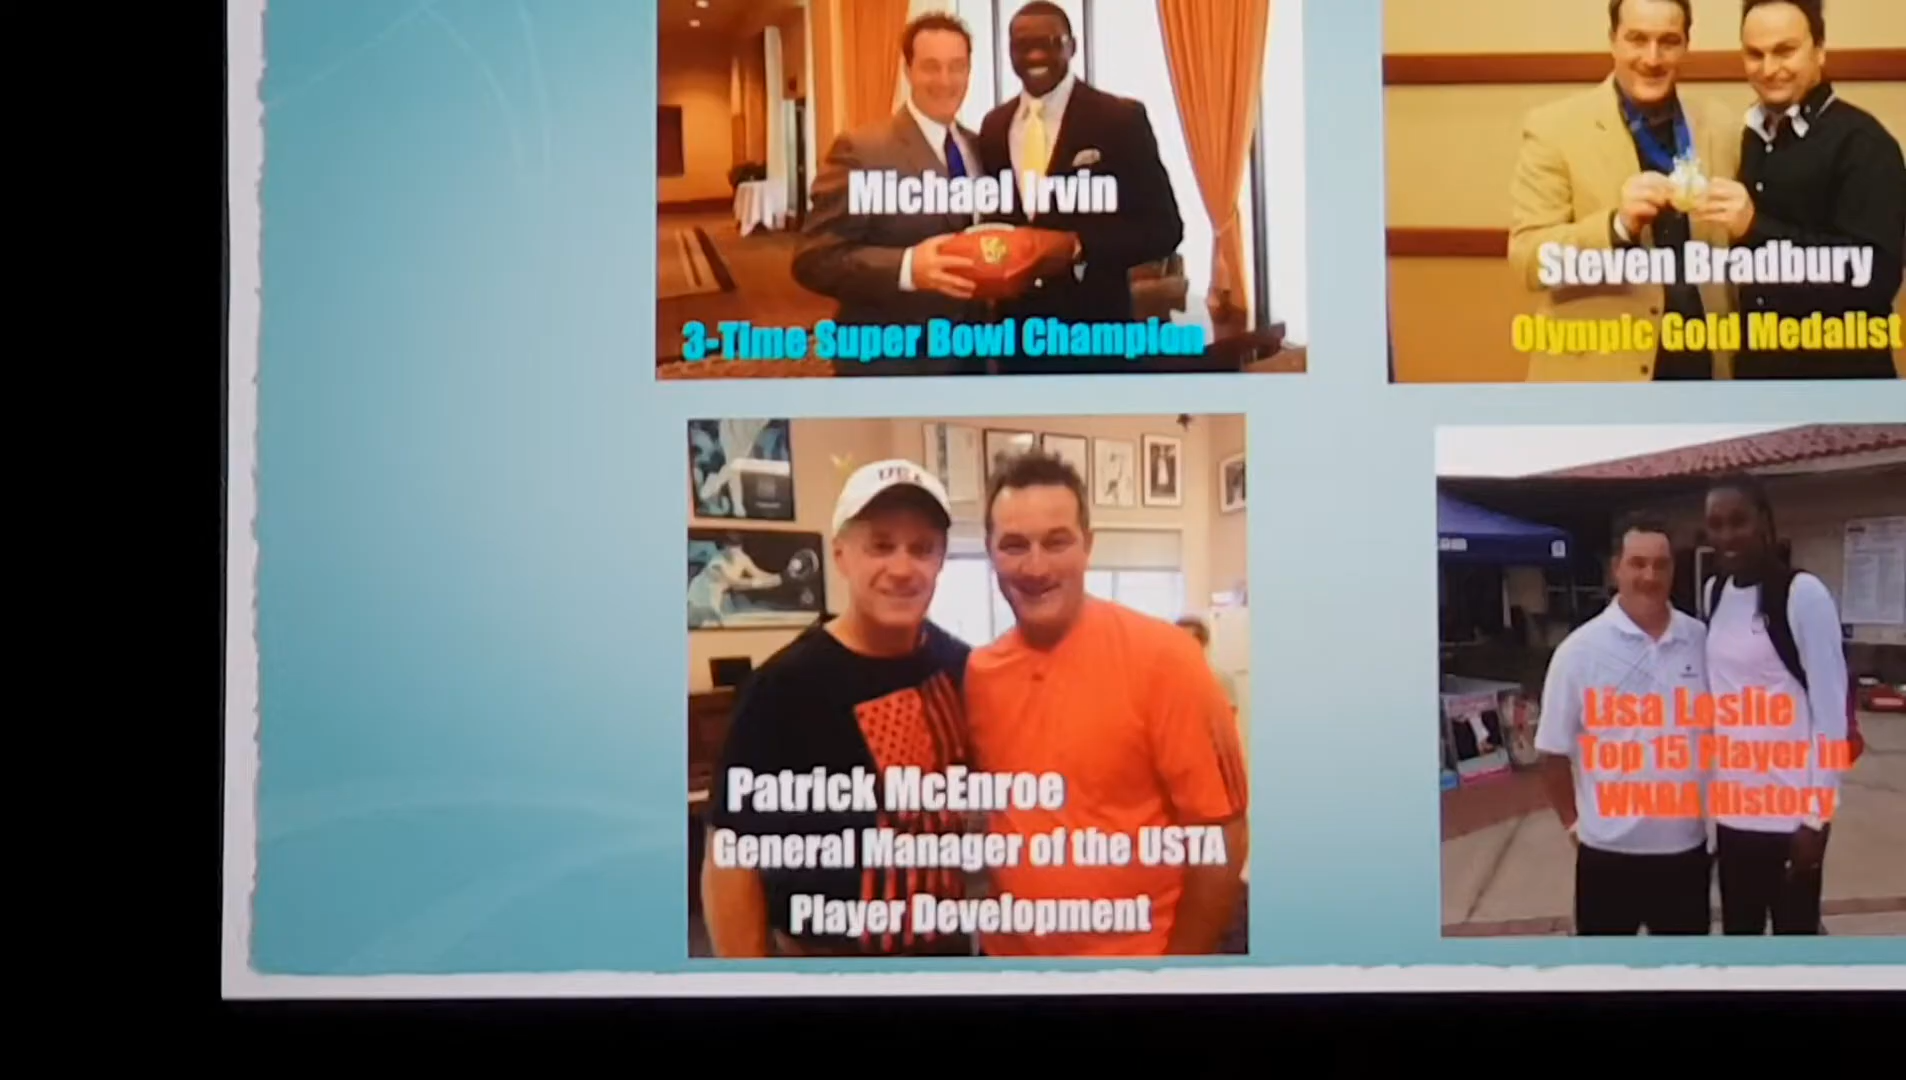 Michael Irvin
3-Time Super Bowl Champion
Steven Bradbury
Olympic Gold Medalist
Patrick McEnroe
General Manager of the USTA
Player Development
Lisa Leslie
Top 15 Player in
WNBA History